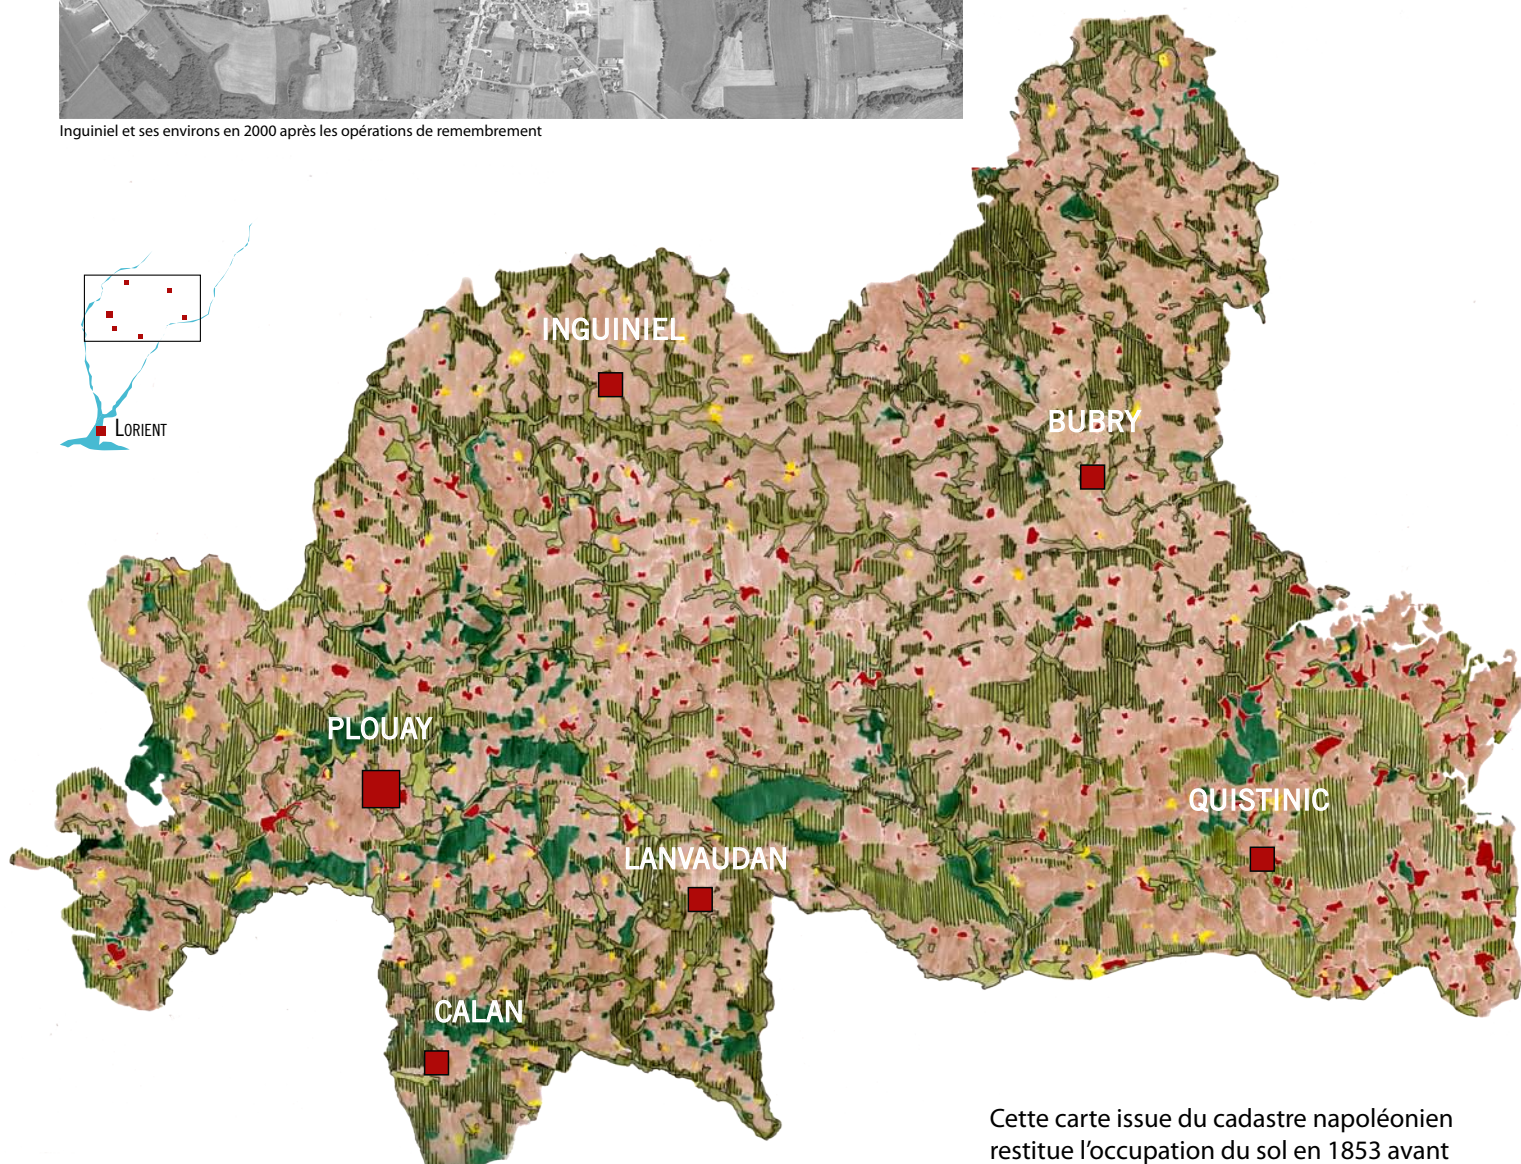 Inguiniel et ses environs en 2000 après les opérations de remembrement
LORIENT
INGUINIEL
BUBRY
PLOUAY
QUISTINIC
LANVAUDAN
CALAN
Cette carte issue du cadastre napoléonien
restitue l'occupation du sol en 1853 avant